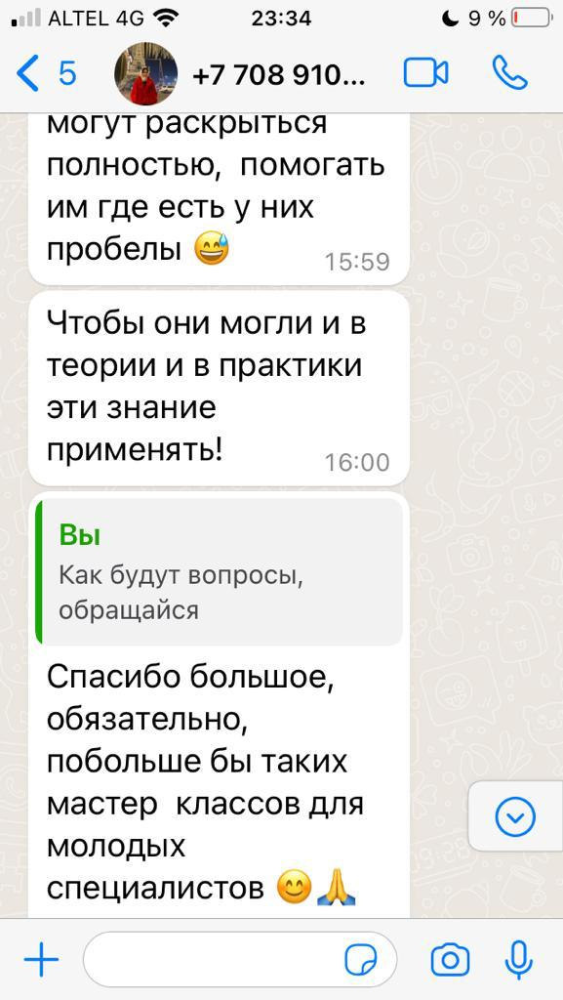 ALTEL 4G 23:34 9 %
5 +7 708 910...
могут раскрыться
полностью, помогать
им где есть у них
пробелы 😅
15:59
Чтобы они могли и в
теории и в практики
эти знание
применять!
16:00
Вы
Как будут вопросы,
обращайся
Спасибо большое,
обязательно,
побольше бы таких
мастер классов для
молодых
специалистов 😊🙏